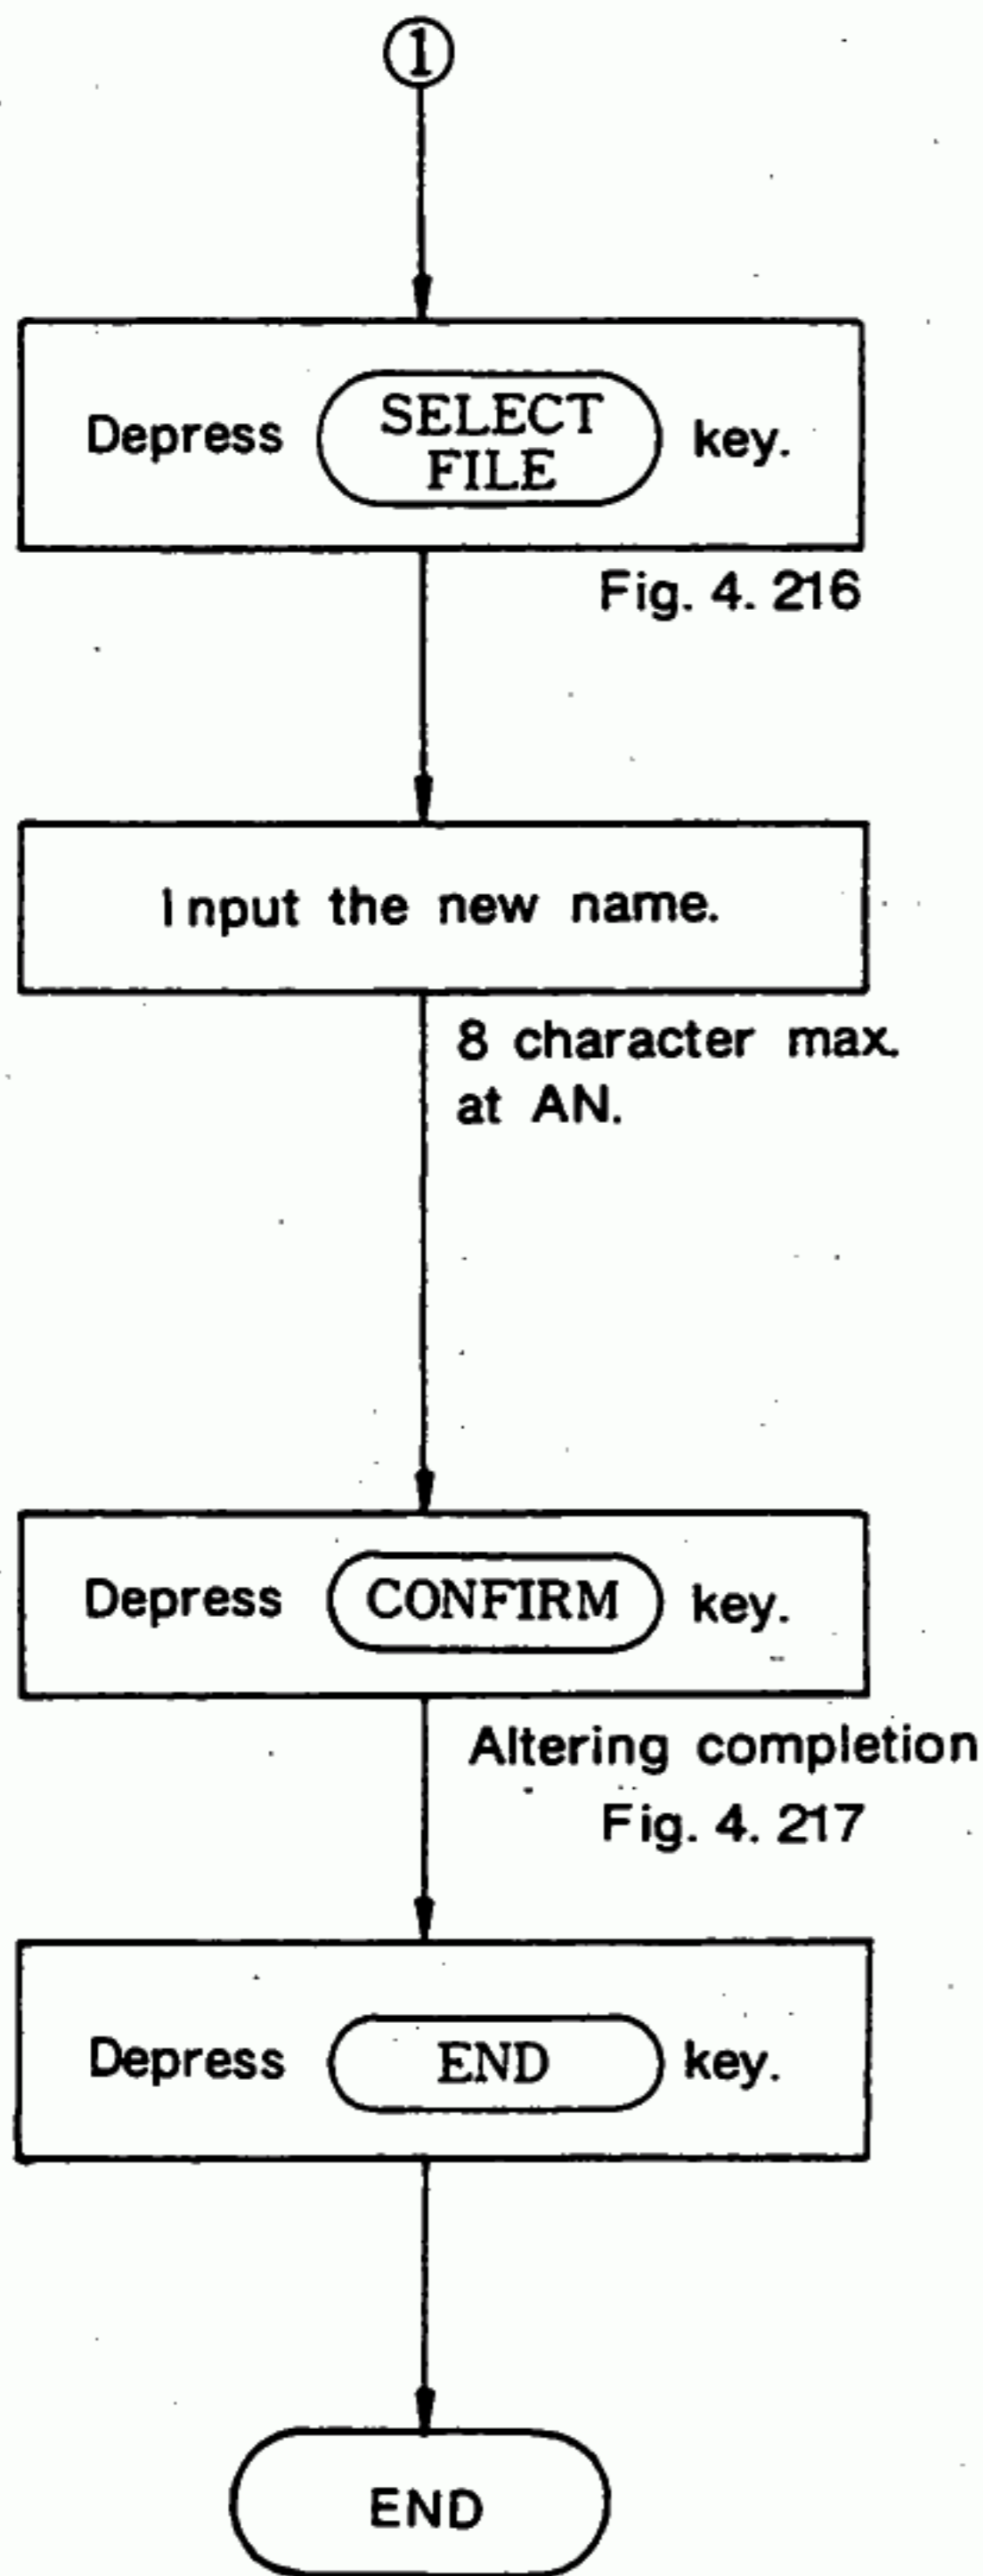 ①
Depress SELECT FILE key.
Fig. 4. 216
Input the new name.
8 character max.
at AN.
Depress CONFIRM key.
Altering completion
Fig. 4. 217
Depress END key.
END